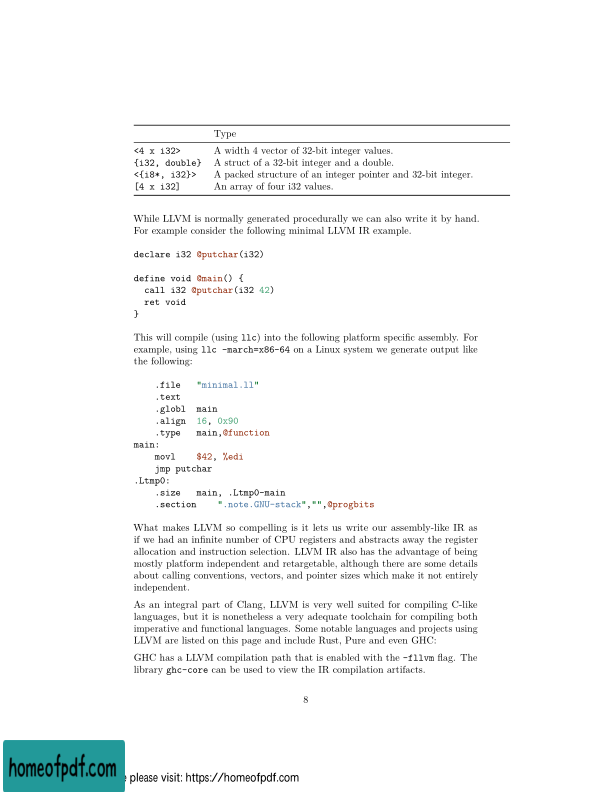 Type
<4 x i32> A width 4 vector of 32-bit integer values.
{i32, double} A struct of a 32-bit integer and a double.
<{i8*, i32}> A packed structure of an integer pointer and 32-bit integer.
[4 x i32] An array of four i32 values.
While LLVM is normally generated procedurally we can also write it by hand.
For example consider the following minimal LLVM IR example.
declare i32 @putchar(i32)
define void @main() {
  call i32 @putchar(i32 42)
  ret void
}
This will compile (using llc) into the following platform specific assembly. For
example, using llc -march=x86-64 on a Linux system we generate output like
the following:
    .file   "minimal.ll"
    .text
    .globl  main
    .align  16, 0x90
    .type   main,@function
main:
    movl    $42, %edi
    jmp putchar
.Ltmp0:
    .size   main, .Ltmp0-main
    .section    ".note.GNU-stack","",@progbits
What makes LLVM so compelling is it lets us write our assembly-like IR as
if we had an infinite number of CPU registers and abstracts away the register
allocation and instruction selection. LLVM IR also has the advantage of being
mostly platform independent and retargetable, although there are some details
about calling conventions, vectors, and pointer sizes which make it not entirely
independent.
As an integral part of Clang, LLVM is very well suited for compiling C-like
languages, but it is nonetheless a very adequate toolchain for compiling both
imperative and functional languages. Some notable languages and projects using
LLVM are listed on this page and include Rust, Pure and even GHC:
GHC has a LLVM compilation path that is enabled with the -fllvm flag. The
library ghc-core can be used to view the IR compilation artifacts.
8
homeofpdf.com
please visit: https://homeofpdf.com